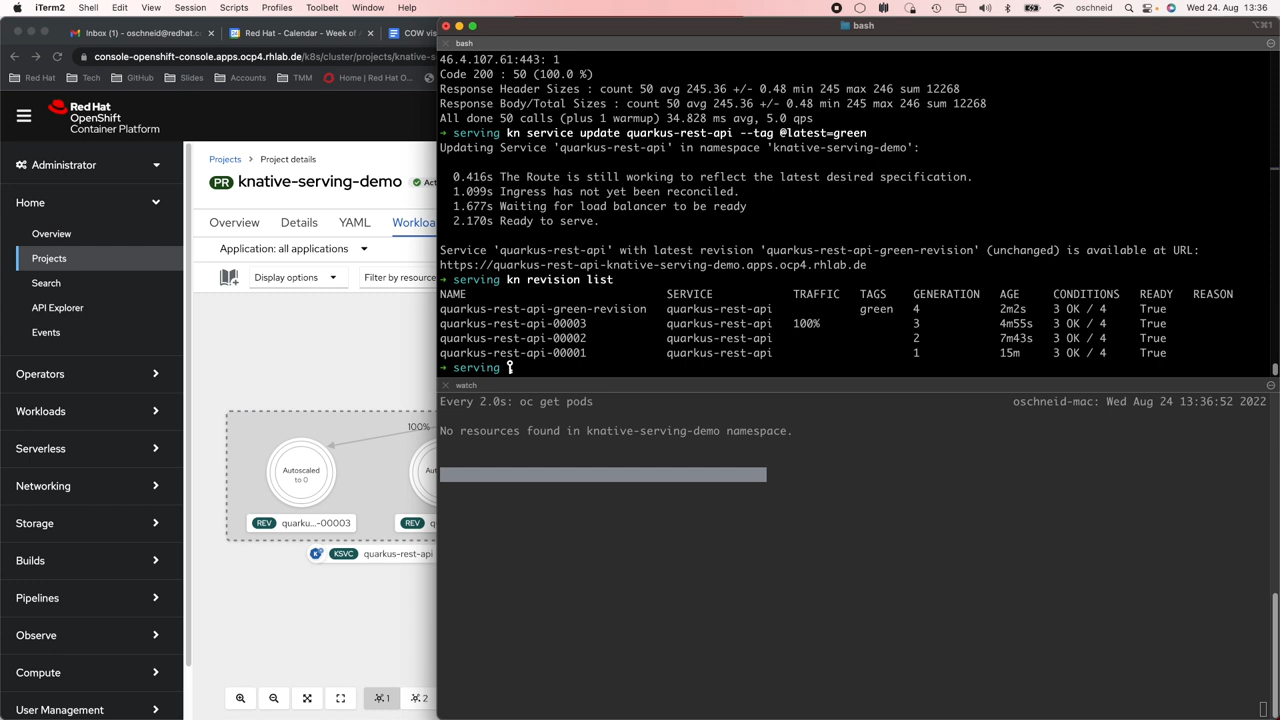 iTerm2 Shell Edit View Session Scripts Profiles Toolbelt Window Help oschneid Wed 24. Aug 13:36
Inbox (1) - oschneid@redhat.c
Red Hat - Calendar - Week of
COW vis
bash
⌥⌘1
console-openshift-console.apps.ocp4.rhlab.de/k8s/cluster/projects/knative-s
Red Hat Tech GitHub Slides Accounts TMM Home | Red Hat O...
Red Hat
OpenShift
Container Platform
Administrator
Home
Overview
Projects
Search
API Explorer
Events
Operators
Workloads
Serverless
Networking
Storage
Builds
Pipelines
Observe
Compute
User Management
Projects > Project details
PR knative-serving-demo Act
Overview Details YAML Workloa
Application: all applications
Display options Filter by resource
100%
Autoscaled
to 0
Aut
REV quarku...-00003
REV q
KSVC quarkus-rest-api
1 2
bash
46.4.107.61:443: 1
Code 200 : 50 (100.0 %)
Response Header Sizes : count 50 avg 245.36 +/- 0.48 min 245 max 246 sum 12268
Response Body/Total Sizes : count 50 avg 245.36 +/- 0.48 min 245 max 246 sum 12268
All done 50 calls (plus 1 warmup) 34.828 ms avg, 5.0 qps
→ serving kn service update quarkus-rest-api --tag @latest=green
Updating Service 'quarkus-rest-api' in namespace 'knative-serving-demo':
0.416s The Route is still working to reflect the latest desired specification.
1.099s Ingress has not yet been reconciled.
1.677s Waiting for load balancer to be ready
2.170s Ready to serve.
Service 'quarkus-rest-api' with latest revision 'quarkus-rest-api-green-revision' (unchanged) is available at URL:
https://quarkus-rest-api-knative-serving-demo.apps.ocp4.rhlab.de
→ serving kn revision list
NAME SERVICE TRAFFIC TAGS GENERATION AGE CONDITIONS READY REASON
quarkus-rest-api-green-revision quarkus-rest-api green 4 2m2s 3 OK / 4 True
quarkus-rest-api-00003 quarkus-rest-api 100% 3 4m55s 3 OK / 4 True
quarkus-rest-api-00002 quarkus-rest-api 2 7m43s 3 OK / 4 True
quarkus-rest-api-00001 quarkus-rest-api 1 15m 3 OK / 4 True
→ serving
watch
Every 2.0s: oc get pods oschneid-mac: Wed Aug 24 13:36:52 2022
No resources found in knative-serving-demo namespace.